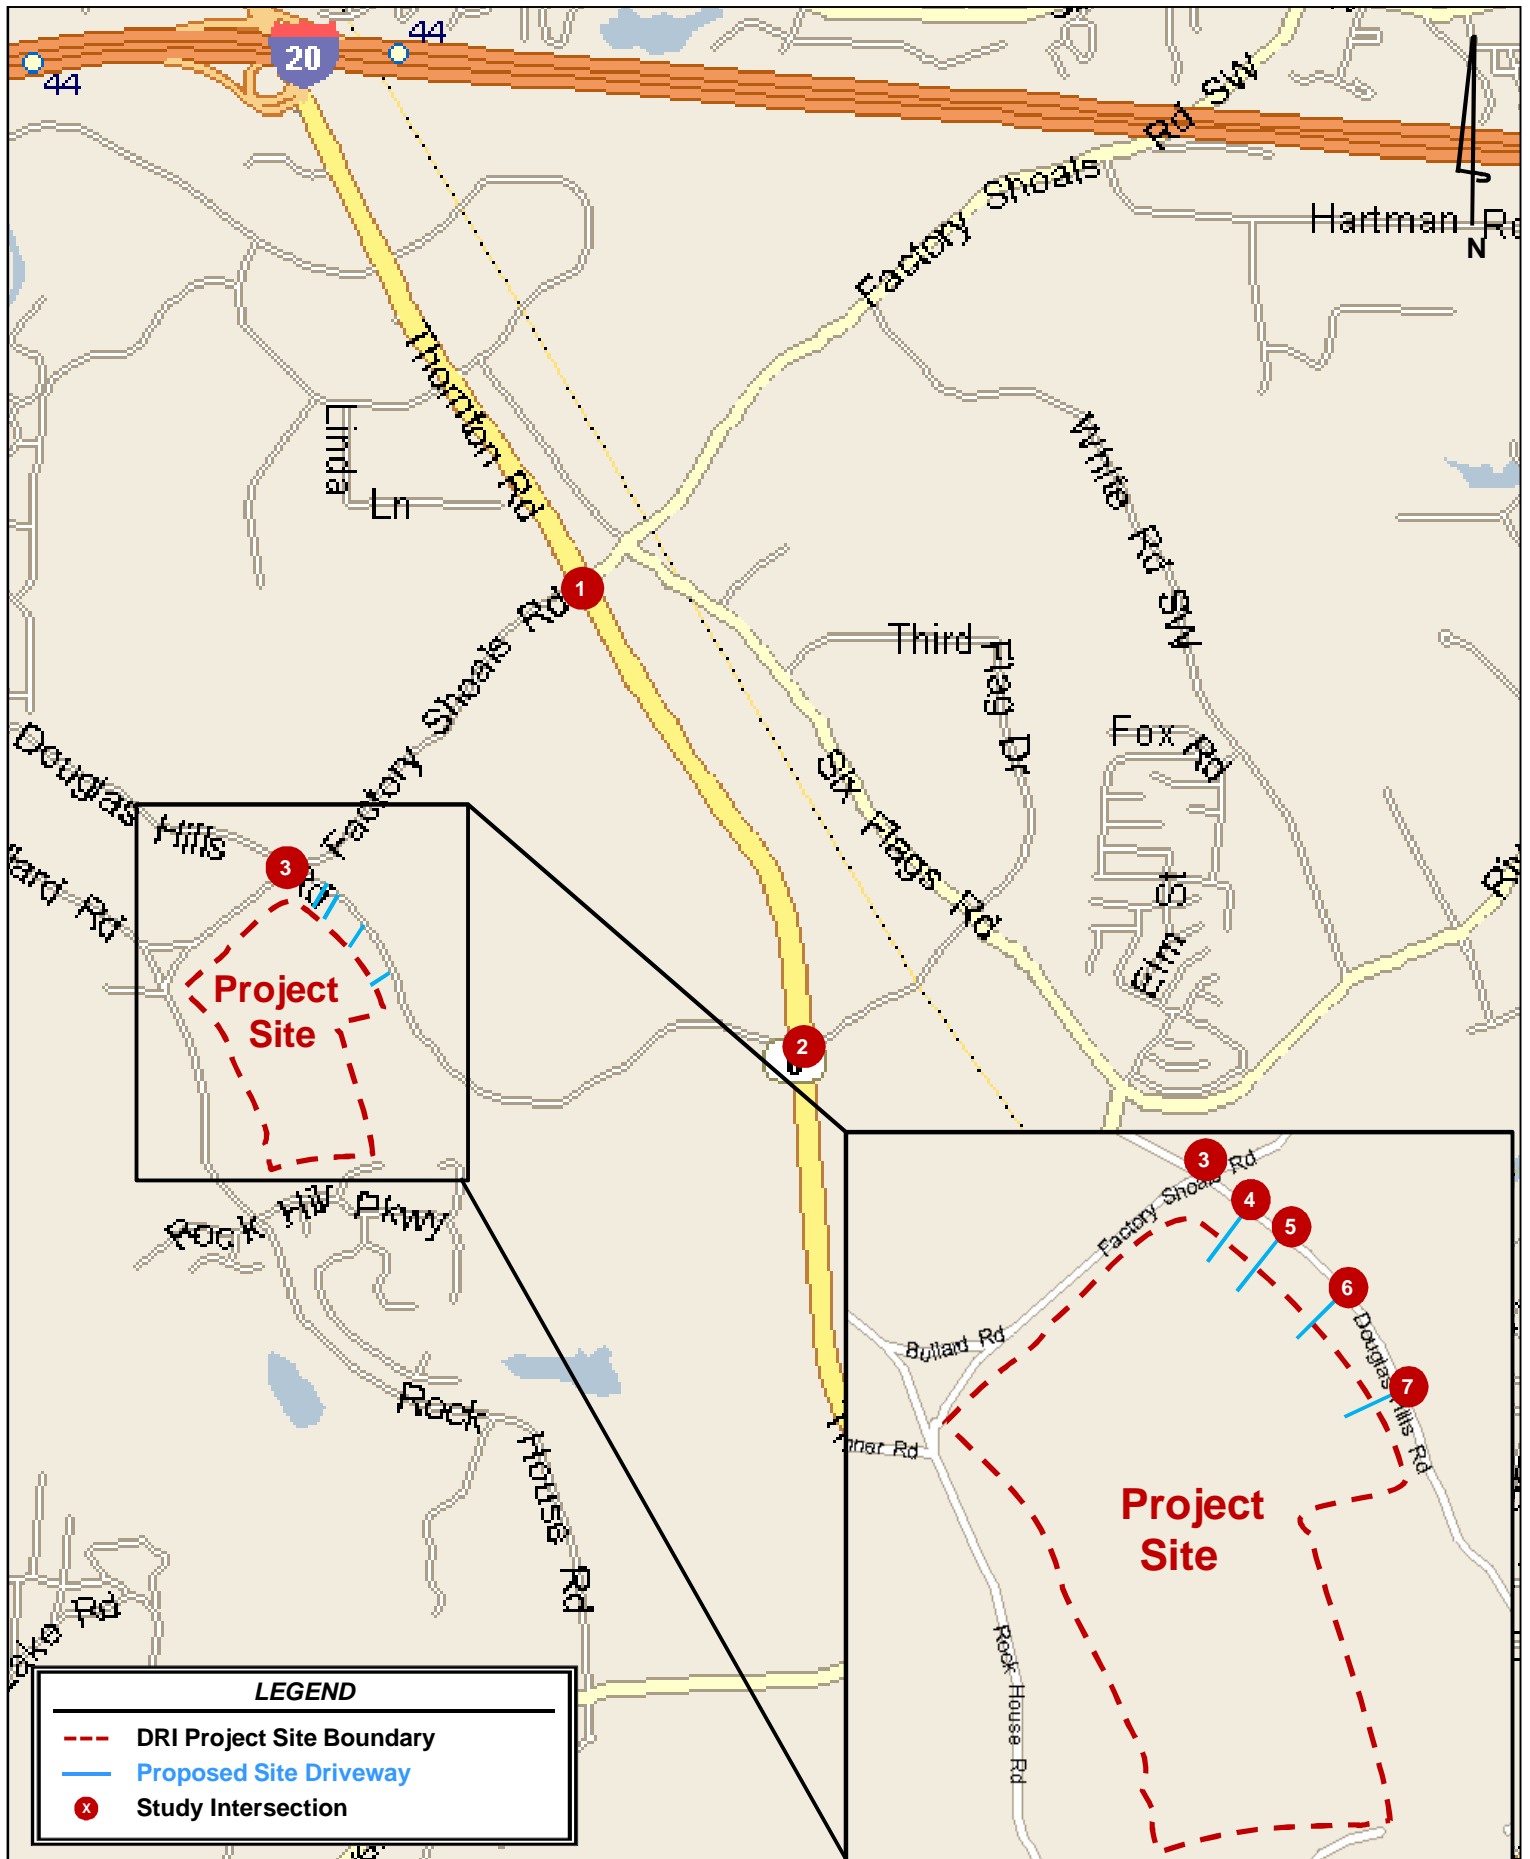 44
20
44
Factory Shoals Rd SW
Hartman Rd
N
Thornton Rd
Linda Ln
White Rd SW
1
Factory Shoals Rd
Third Flag Dr
Fox Rd
Douglas Hills Rd
Six Flags Rd
3
Elm St
Rd
Project
Site
2
Rock Hill Pkwy
3
4
5
6
7
Factory Shoals Rd
Bullard Rd
Douglas Hills Rd
Rock House Rd
Project
Site
Rock House Rd
Rd
LEGEND
DRI Project Site Boundary
Proposed Site Driveway
X
Study Intersection